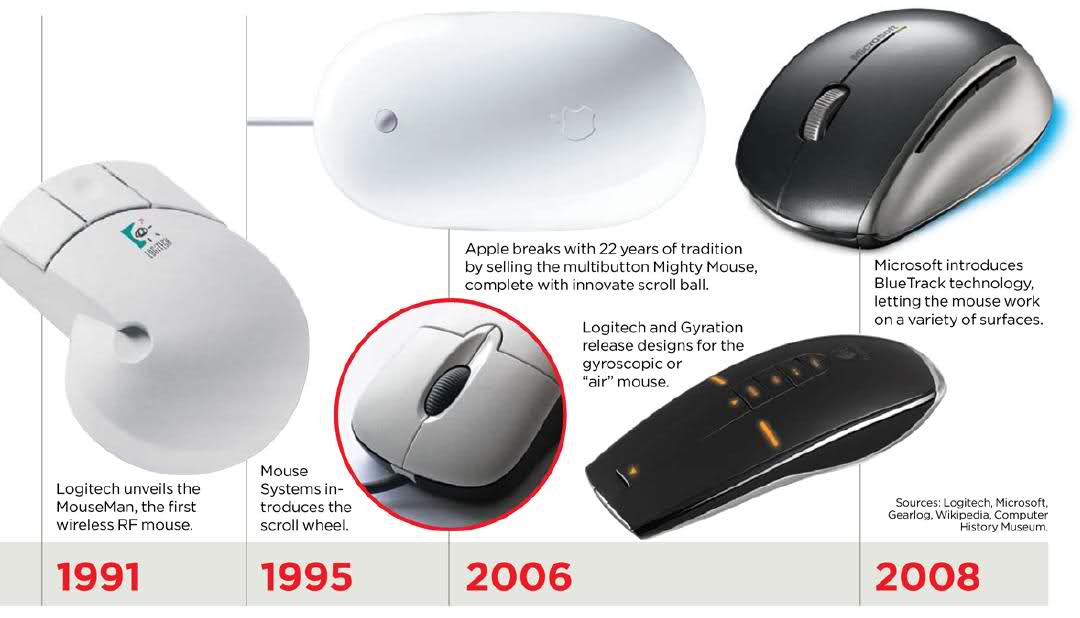 Microsoft
LOGITECH
Apple breaks with 22 years of tradition
by selling the multibutton Mighty Mouse,
complete with innovate scroll ball.
Microsoft introduces
BlueTrack technology,
letting the mouse work
on a variety of surfaces.
Logitech and Gyration
release designs for the
gyroscopic or
“air” mouse.
Logitech unveils the
MouseMan, the first
wireless RF mouse.
Mouse
Systems in-
troduces the
scroll wheel.
Sources: Logitech, Microsoft,
Gearlog, Wikipedia, Computer
History Museum.
1991
1995
2006
2008